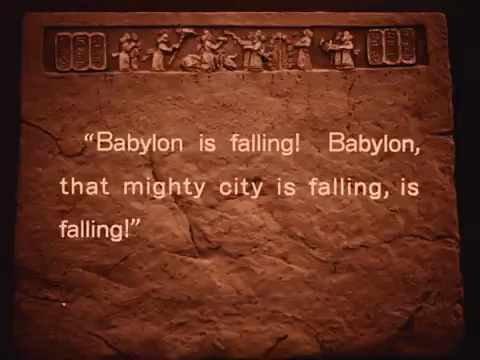 “Babylon is falling! Babylon,
that mighty city is falling, is
falling!”